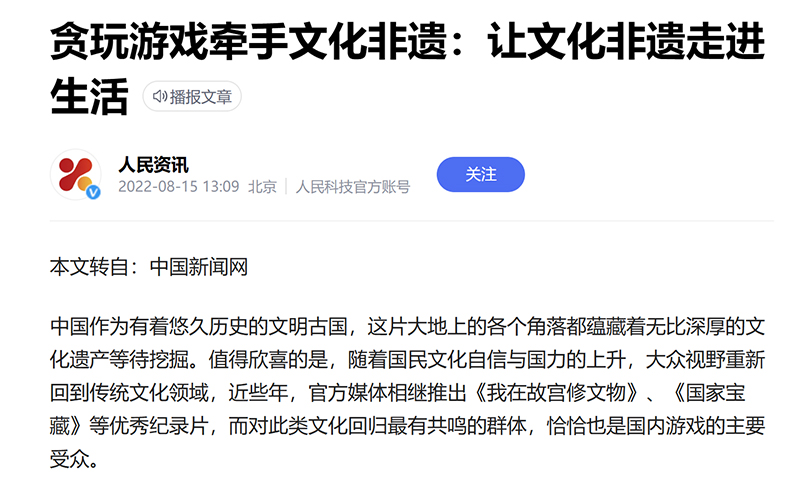 贪玩游戏牵手文化非遗：让文化非遗走进
生活 播报文章
人民资讯
2022-08-15 13:09 北京 人民科技官方账号
关注
本文转自：中国新闻网
中国作为有着悠久历史的文明古国，这片大地上的各个角落都蕴藏着无比深厚的文
化遗产等待挖掘。值得欣喜的是，随着国民文化自信与国力的上升，大众视野重新
回到传统文化领域，近些年，官方媒体相继推出《我在故宫修文物》、《国家宝
藏》等优秀纪录片，而对此类文化回归最有共鸣的群体，恰恰也是国内游戏的主要
受众。